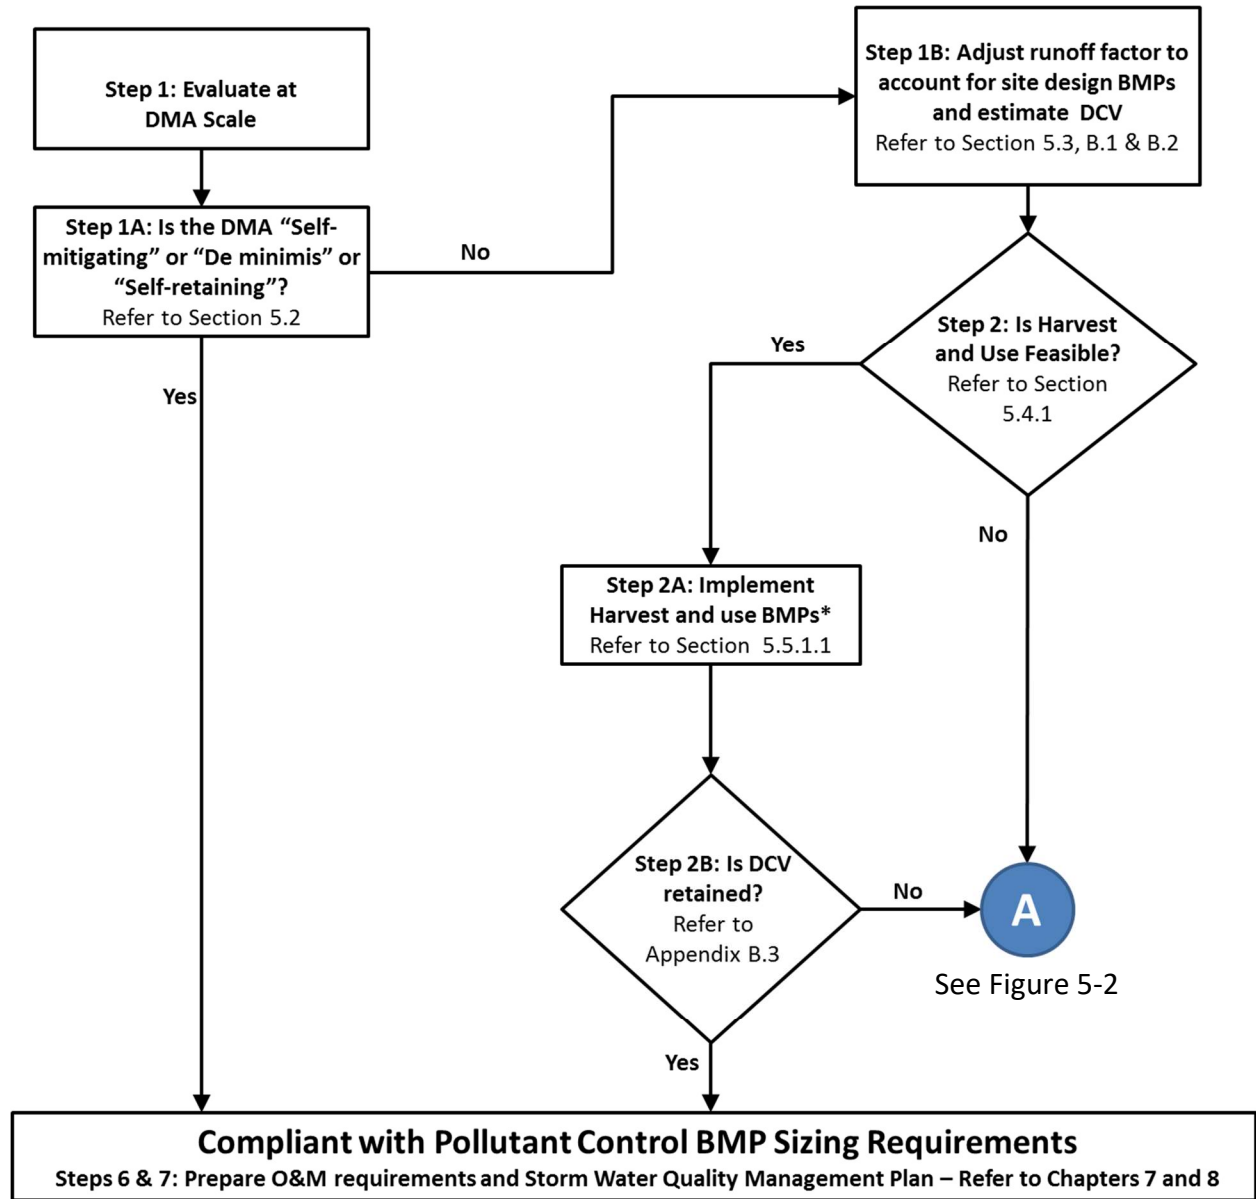 Step 1: Evaluate at
DMA Scale
Step 1A: Is the DMA “Self-
mitigating” or “De minimis” or
“Self-retaining”?
Refer to Section 5.2
No
Yes
Step 1B: Adjust runoff factor to
account for site design BMPs
and estimate DCV
Refer to Section 5.3, B.1 & B.2
Step 2: Is Harvest
and Use Feasible?
Refer to Section
5.4.1
Yes
No
Step 2A: Implement
Harvest and use BMPs*
Refer to Section 5.5.1.1
Step 2B: Is DCV
retained?
Refer to
Appendix B.3
No
A
See Figure 5-2
Yes
Compliant with Pollutant Control BMP Sizing Requirements
Steps 6 & 7: Prepare O&M requirements and Storm Water Quality Management Plan – Refer to Chapters 7 and 8